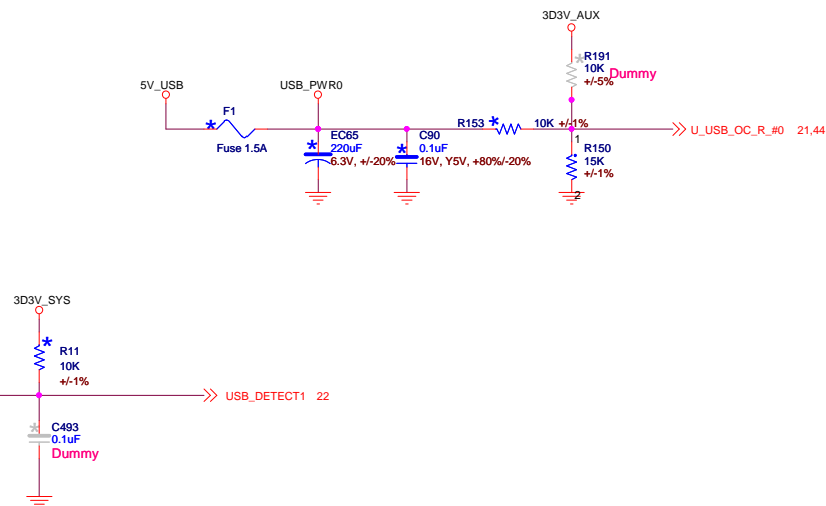 3D3V_AUX
R191
10K
+/-5%
Dummy
5V_USB
USB_PWR0
F1
Fuse 1.5A
EC65
220uF
6.3V, +/-20%
C90
0.1uF
16V, Y5V, +80%/-20%
R153
10K +/-1%
U_USB_OC_R_#0 21,44
1
R150
15K
+/-1%
2
3D3V_SYS
R11
10K
+/-1%
USB_DETECT1 22
C493
0.1uF
Dummy